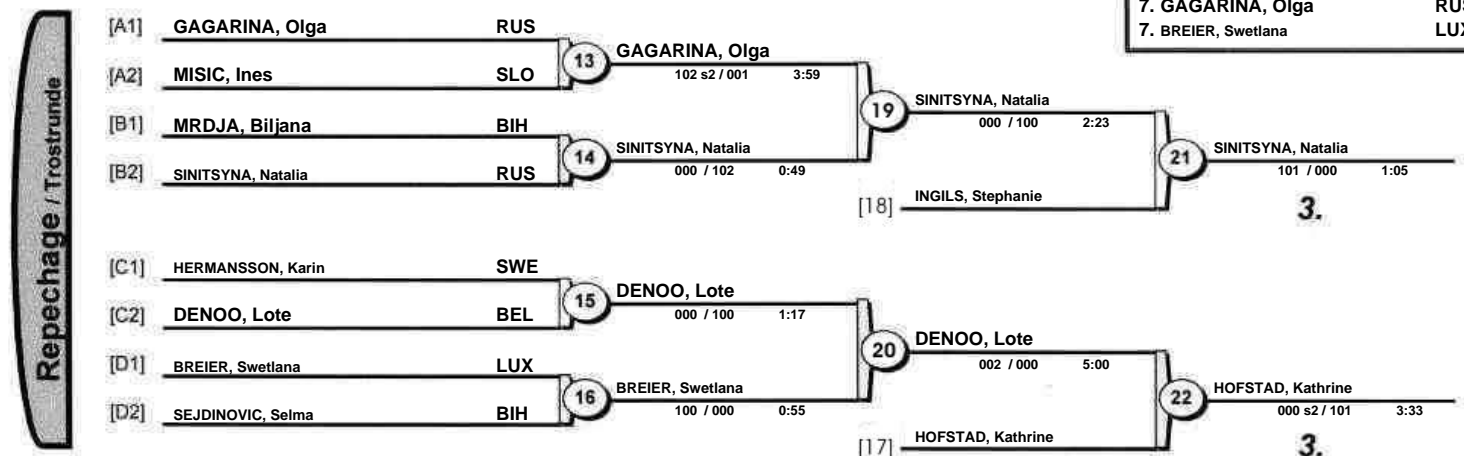 7. GAGARINA, Olga RUS
7. BREIER, Swetlana LUX
Repechage / Trostrunde
[A1] GAGARINA, Olga RUS
[A2] MISIC, Ines SLO
13 GAGARINA, Olga
102 s2 / 001 3:59
[B1] MRDJA, Biljana BIH
[B2] SINITSYNA, Natalia RUS
14 SINITSYNA, Natalia
000 / 102 0:49
19 SINITSYNA, Natalia
000 / 100 2:23
[18] INGILS, Stephanie
21 SINITSYNA, Natalia
101 / 000 1:05
3.
[C1] HERMANSSON, Karin SWE
[C2] DENOO, Lote BEL
15 DENOO, Lote
000 / 100 1:17
[D1] BREIER, Swetlana LUX
[D2] SEJDINOVIC, Selma BIH
16 BREIER, Swetlana
100 / 000 0:55
20 DENOO, Lote
002 / 000 5:00
[17] HOFSTAD, Kathrine
22 HOFSTAD, Kathrine
000 s2 / 101 3:33
3.